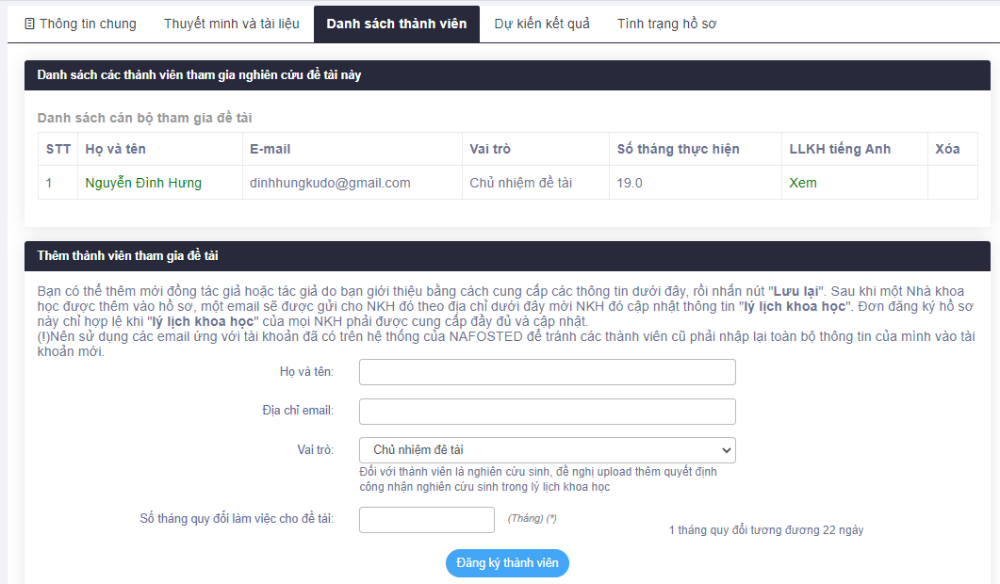 Thông tin chung Thuyết minh và tài liệu Danh sách thành viên Dự kiến kết quả Tình trạng hồ sơ
Danh sách các thành viên tham gia nghiên cứu đề tài này
Danh sách cán bộ tham gia đề tài
STT Họ và tên E-mail Vai trò Số tháng thực hiện LLKH tiếng Anh Xóa
1 Nguyễn Đình Hưng dinhhungkudo@gmail.com Chủ nhiệm đề tài 19.0 Xem
Thêm thành viên tham gia đề tài
Bạn có thể thêm mới đồng tác giả hoặc tác giả do bạn giới thiệu bằng cách cung cấp các thông tin dưới đây, rồi nhấn nút "Lưu lại". Sau khi một Nhà khoa
học được thêm vào hồ sơ, một email sẽ được gửi cho NKH đó theo địa chỉ dưới đây mời NKH đó cập nhật thông tin "lý lịch khoa học". Đơn đăng ký hồ sơ
này chỉ hợp lệ khi "lý lịch khoa học" của mọi NKH phải được cung cấp đầy đủ và cập nhật.
(!)Nên sử dụng các email ứng với tài khoản đã có trên hệ thống của NAFOSTED để tránh các thành viên cũ phải nhập lại toàn bộ thông tin của mình vào tài
khoản mới.
Họ và tên:
Địa chỉ email:
Vai trò: Chủ nhiệm đề tài
Đối với thành viên là nghiên cứu sinh, đề nghị upload thêm quyết định
công nhận nghiên cứu sinh trong lý lịch khoa học
Số tháng quy đổi làm việc cho đề tài: (Tháng) (*)
1 tháng quy đổi tương đương 22 ngày
Đăng ký thành viên